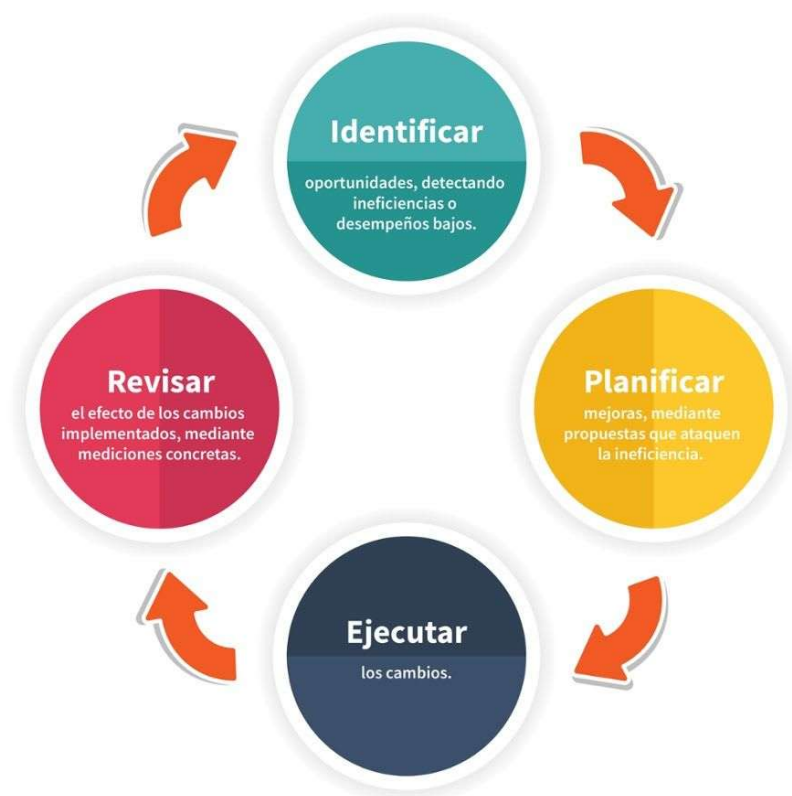 Identificar
oportunidades, detectando
ineficiencias o
desempeños bajos.
Planificar
mejoras, mediante
propuestas que ataquen
la ineficiencia.
Ejecutar
los cambios.
Revisar
el efecto de los cambios
implementados, mediante
mediciones concretas.